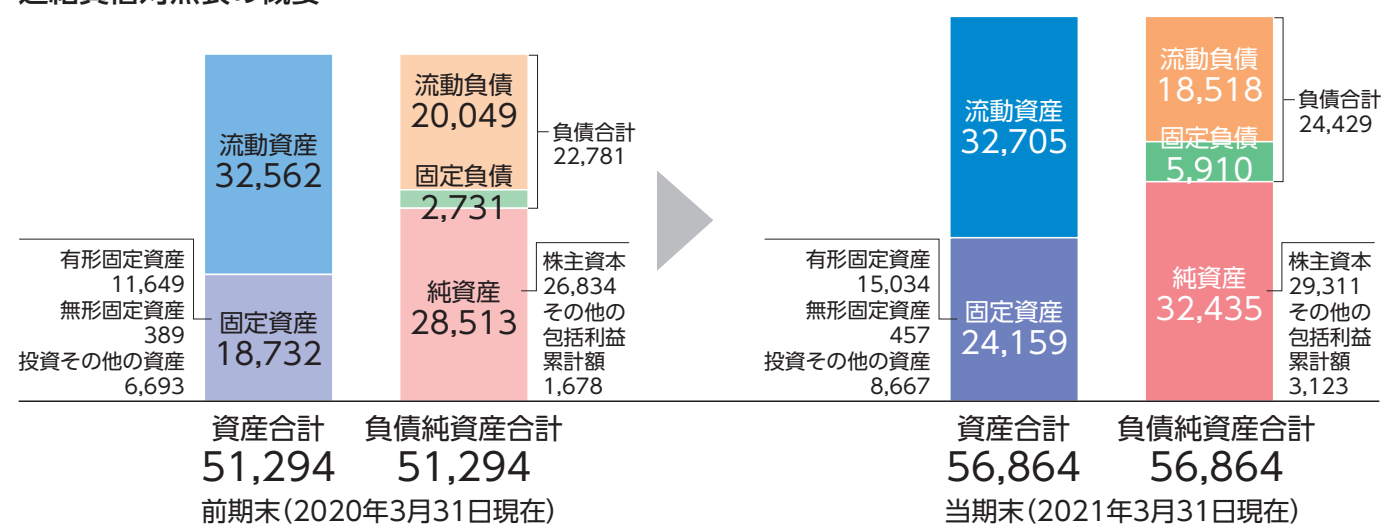 流動資産
32,562
有形固定資産
11,649
無形固定資産
389
投資その他の資産
6,693
固定資産
18,732
資産合計
51,294
流動負債
20,049
固定負債
2,731
負債合計
22,781
純資産
28,513
株主資本
26,834
その他の
包括利益
累計額
1,678
負債純資産合計
51,294
前期末(2020年3月31日現在)
流動資産
32,705
有形固定資産
15,034
無形固定資産
457
投資その他の資産
8,667
固定資産
24,159
資産合計
56,864
流動負債
18,518
固定負債
5,910
負債合計
24,429
純資産
32,435
株主資本
29,311
その他の
包括利益
累計額
3,123
負債純資産合計
56,864
当期末(2021年3月31日現在)